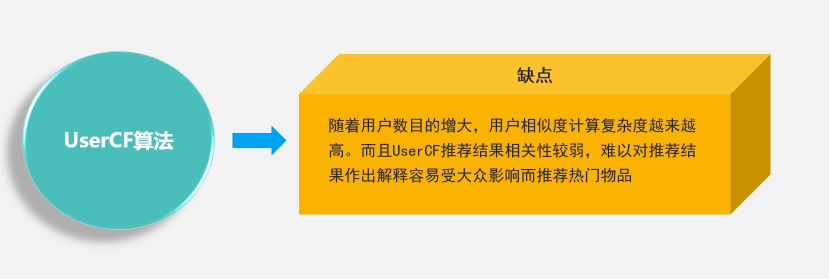 UserCF算法
缺点
随着用户数目的增大，用户相似度计算复杂度越来越
高。而且UserCF推荐结果相关性较弱，难以对推荐结
果作出解释容易受大众影响而推荐热门物品